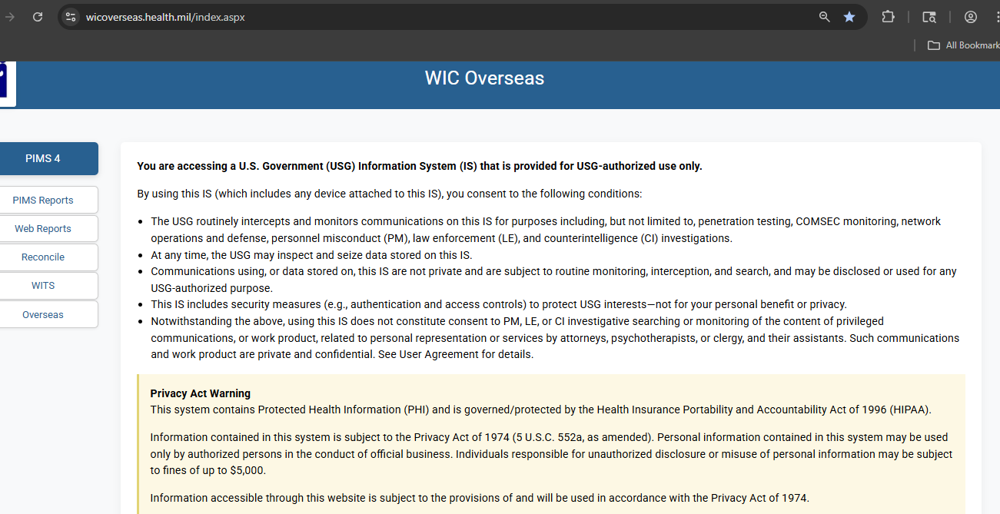 wicoverseas.health.mil/index.aspx
All Bookmark
WIC Overseas
PIMS 4
PIMS Reports
Web Reports
Reconcile
WITS
Overseas
You are accessing a U.S. Government (USG) Information System (IS) that is provided for USG-authorized use only.
By using this IS (which includes any device attached to this IS), you consent to the following conditions:
• The USG routinely intercepts and monitors communications on this IS for purposes including, but not limited to, penetration testing, COMSEC monitoring, network
operations and defense, personnel misconduct (PM), law enforcement (LE), and counterintelligence (CI) investigations.
• At any time, the USG may inspect and seize data stored on this IS.
• Communications using, or data stored on, this IS are not private and are subject to routine monitoring, interception, and search, and may be disclosed or used for any
USG-authorized purpose.
• This IS includes security measures (e.g., authentication and access controls) to protect USG interests—not for your personal benefit or privacy.
• Notwithstanding the above, using this IS does not constitute consent to PM, LE, or CI investigative searching or monitoring of the content of privileged
communications, or work product, related to personal representation or services by attorneys, psychotherapists, or clergy, and their assistants. Such communications
and work product are private and confidential. See User Agreement for details.
Privacy Act Warning
This system contains Protected Health Information (PHI) and is governed/protected by the Health Insurance Portability and Accountability Act of 1996 (HIPAA).
Information contained in this system is subject to the Privacy Act of 1974 (5 U.S.C. 552a, as amended). Personal information contained in this system may be used
only by authorized persons in the conduct of official business. Individuals responsible for unauthorized disclosure or misuse of personal information may be subject
to fines of up to $5,000.
Information accessible through this website is subject to the provisions of and will be used in accordance with the Privacy Act of 1974.